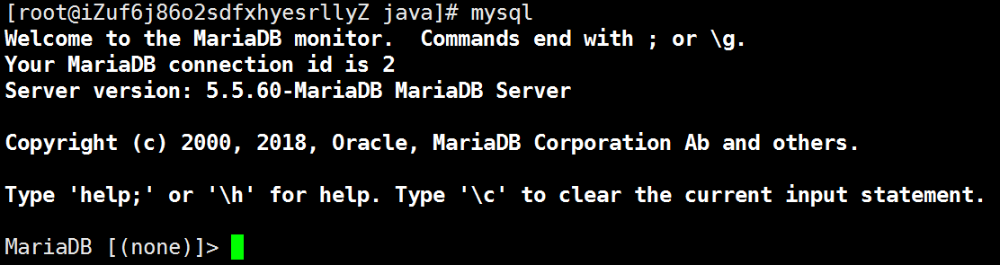 [root@iZuf6j86o2sdfxhyesrllyZ java]# mysql
Welcome to the MariaDB monitor.  Commands end with ; or \g.
Your MariaDB connection id is 2
Server version: 5.5.60-MariaDB MariaDB Server
Copyright (c) 2000, 2018, Oracle, MariaDB Corporation Ab and others.
Type 'help;' or '\h' for help. Type '\c' to clear the current input statement.
MariaDB [(none)]>